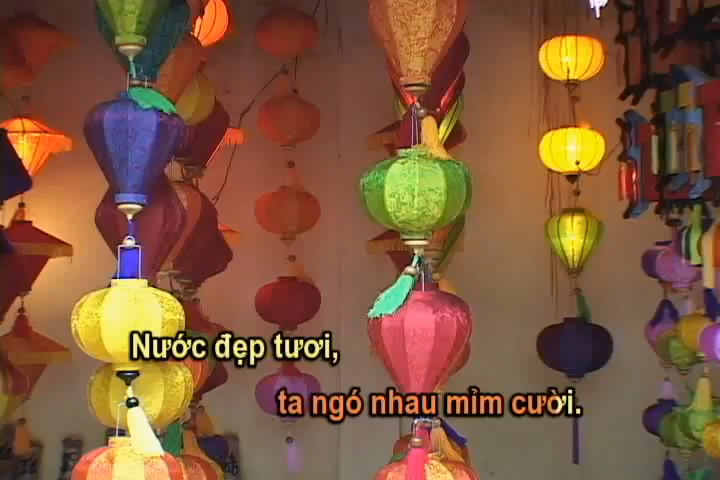 Nước đẹp tươi,
ta ngó nhau mỉm cười.